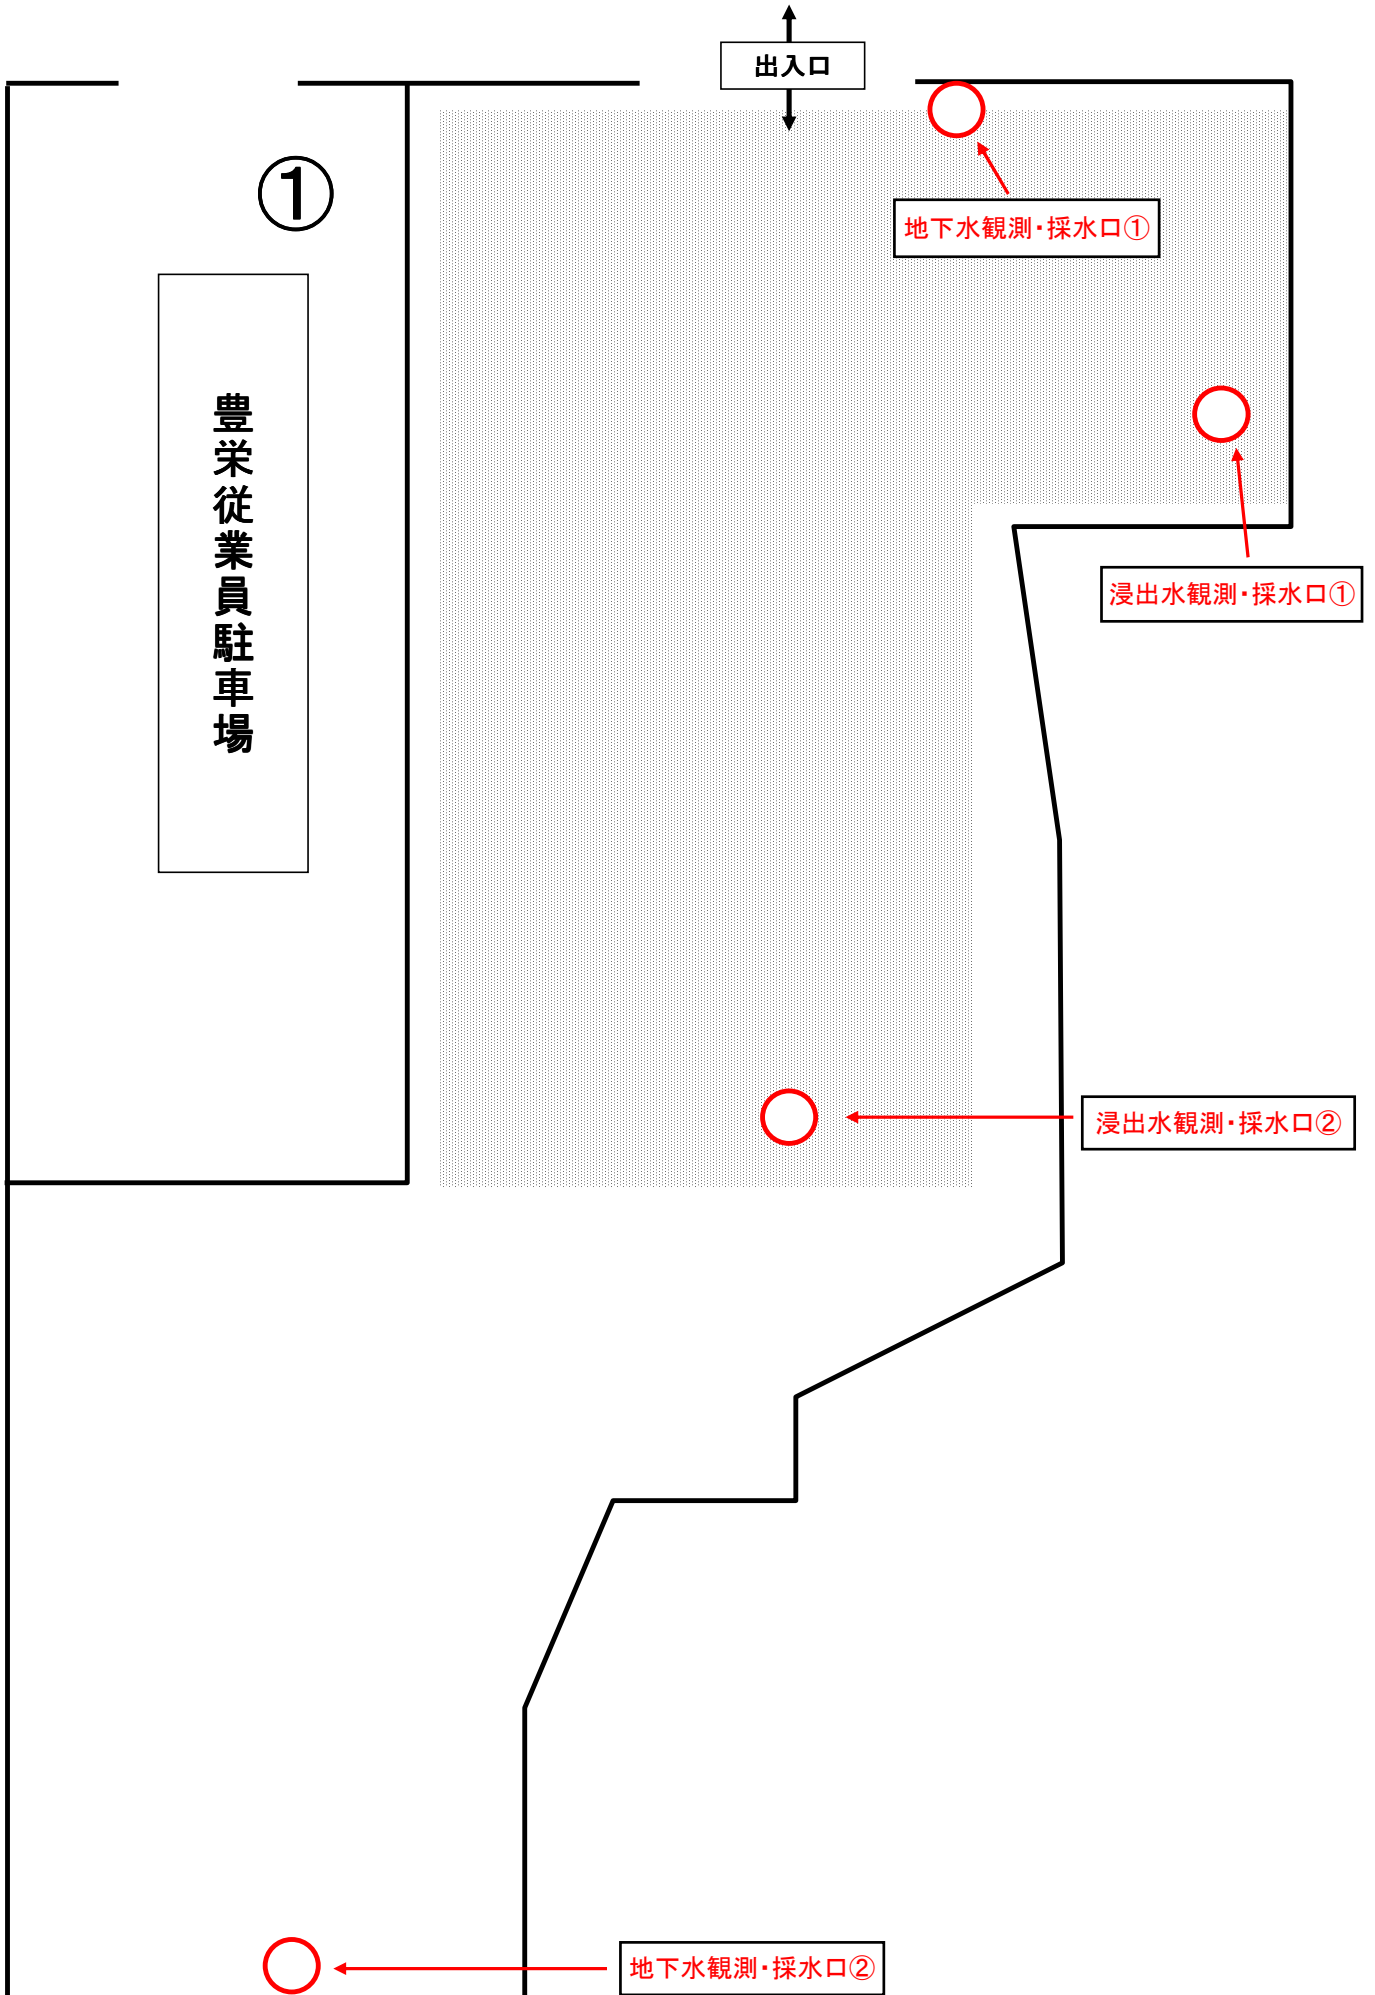 出入口
①
地下水観測・採水口①
豊栄従業員駐車場
浸出水観測・採水口①
浸出水観測・採水口②
地下水観測・採水口②